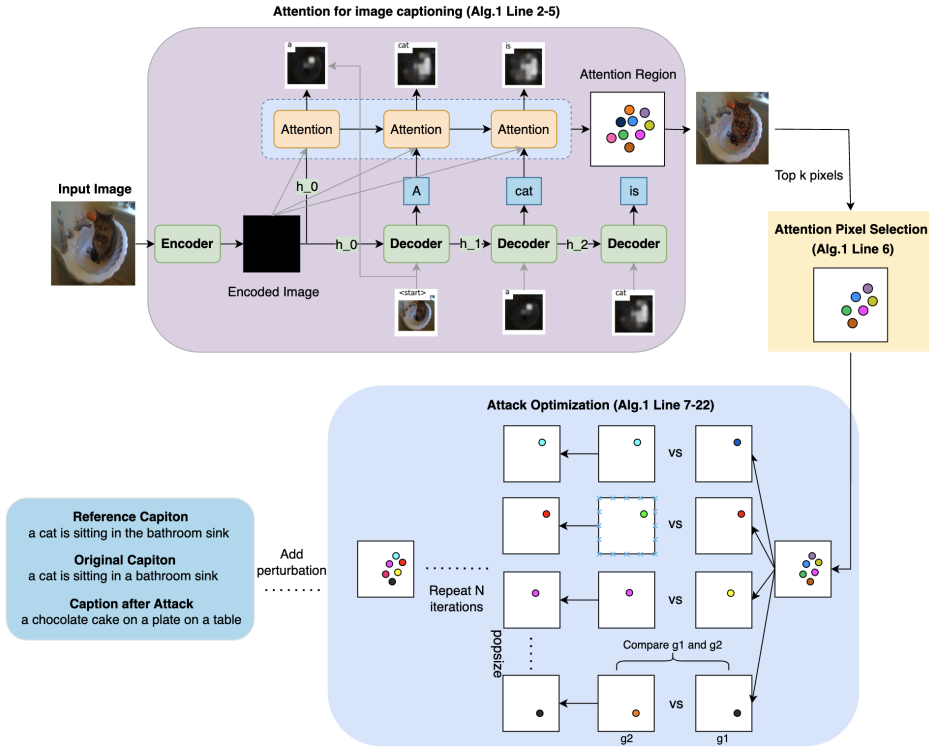 Attention for image captioning (Alg.1 Line 2-5)
a
cat
is
Attention Region
Attention
Attention
Attention
Top k pixels
Input Image
h_0
A
cat
is
Attention Pixel Selection
(Alg.1 Line 6)
Encoder
h_0
Decoder
h_1
Decoder
h_2
Decoder
Encoded Image
<start>
a
cat
Attack Optimization (Alg.1 Line 7-22)
vs
vs
Reference Capiton
a cat is sitting in the bathroom sink
Original Capiton
a cat is sitting in a bathroom sink
Caption after Attack
a chocolate cake on a plate on a table
Add
perturbation
Repeat N
iterations
vs
popsize
Compare g1 and g2
vs
g2
g1